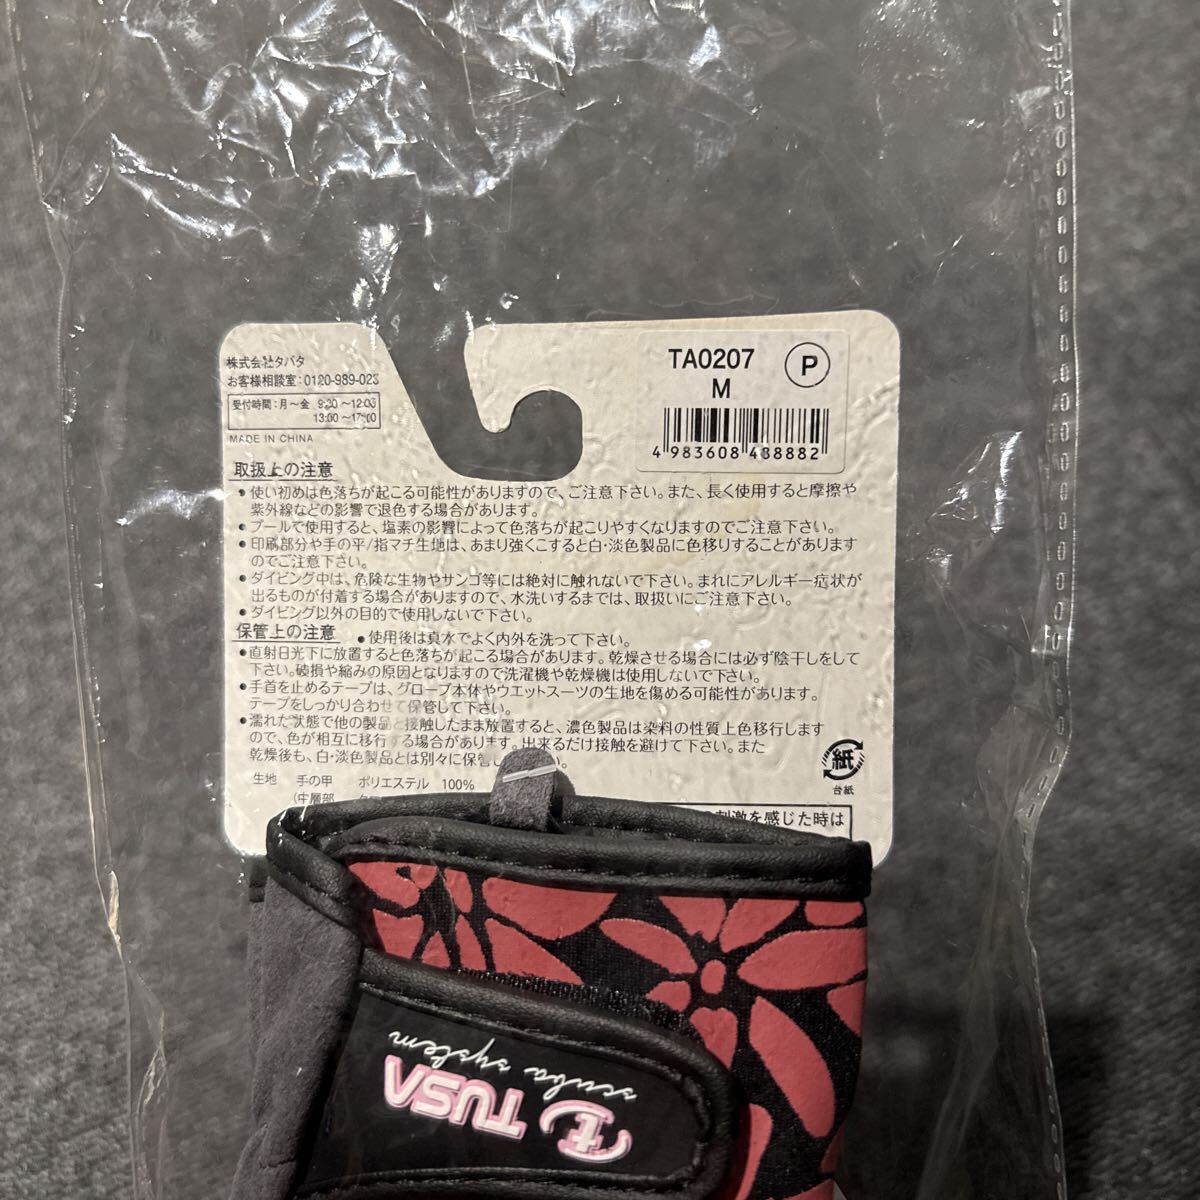 株式会社タバタ
お客様相談室:0120-989-023
受付時間:月～金 9:30～12:00
13:00～17:00
MADE IN CHINA
TA0207
M
P
4 983608 488882
取扱上の注意
●使い初めは色落ちが起こる可能性がありますので、ご注意下さい。また、長く使用すると摩擦や
紫外線などの影響で退色する場合があります。
●プールで使用すると、塩素の影響によって色落ちが起こりやすくなりますのでご注意下さい。
●印刷部分や手の平/指マチ生地は、あまり強くこすると白・淡色製品に色移りすることがあります
のでご注意下さい。
●ダイビング中は、危険な生物やサンゴ等には絶対に触れないで下さい。まれにアレルギー症状が
出るものが付着する場合がありますので、水洗いするまでは、取扱いにご注意下さい。
●ダイビング以外の目的で使用しないで下さい。
保管上の注意 ●使用後は真水でよく内外を洗って下さい。
●直射日光下に放置すると色落ちが起こる場合があります。乾燥させる場合には必ず陰干しをして
下さい。破損や縮みの原因となりますので洗濯機や乾燥機は使用しないで下さい。
●手首を止めるテープは、グローブ本体やウエットスーツの生地を傷める可能性があります。
テープをしっかり合わせて保管して下さい。
●濡れた状態で他の製品と接触したまま放置すると、濃色製品は染料の性質上色移行します
ので、色が相互に移行する場合があります。出来るだけ接触を避けて下さい。また
乾燥後も、白・淡色製品とは別々に保管し 下さい。
紙
台紙
生地 手の甲 ポリエステル 100%
(中層部
刺激を感じた時は
TUSA
scuba system